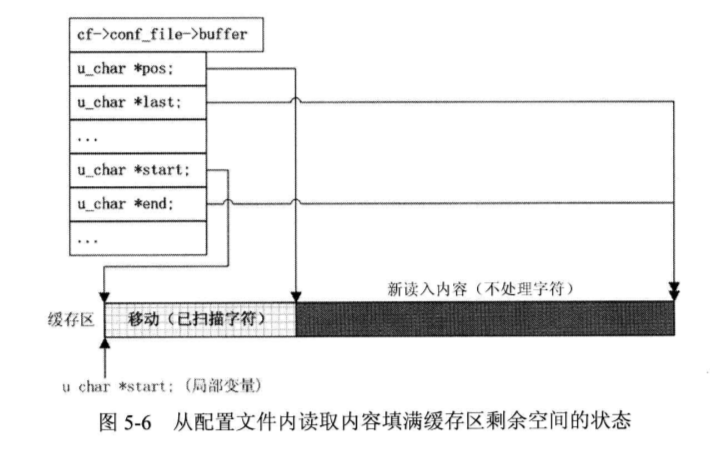 cf->conf_file->buffer
u_char *pos;
u_char *last;
...
u_char *start;
u_char *end;
...
新读入内容（不处理字符）
缓存区
移动（已扫描字符）
u char *start; (局部变量)
图 5-6 从配置文件内读取内容填满缓存区剩余空间的状态